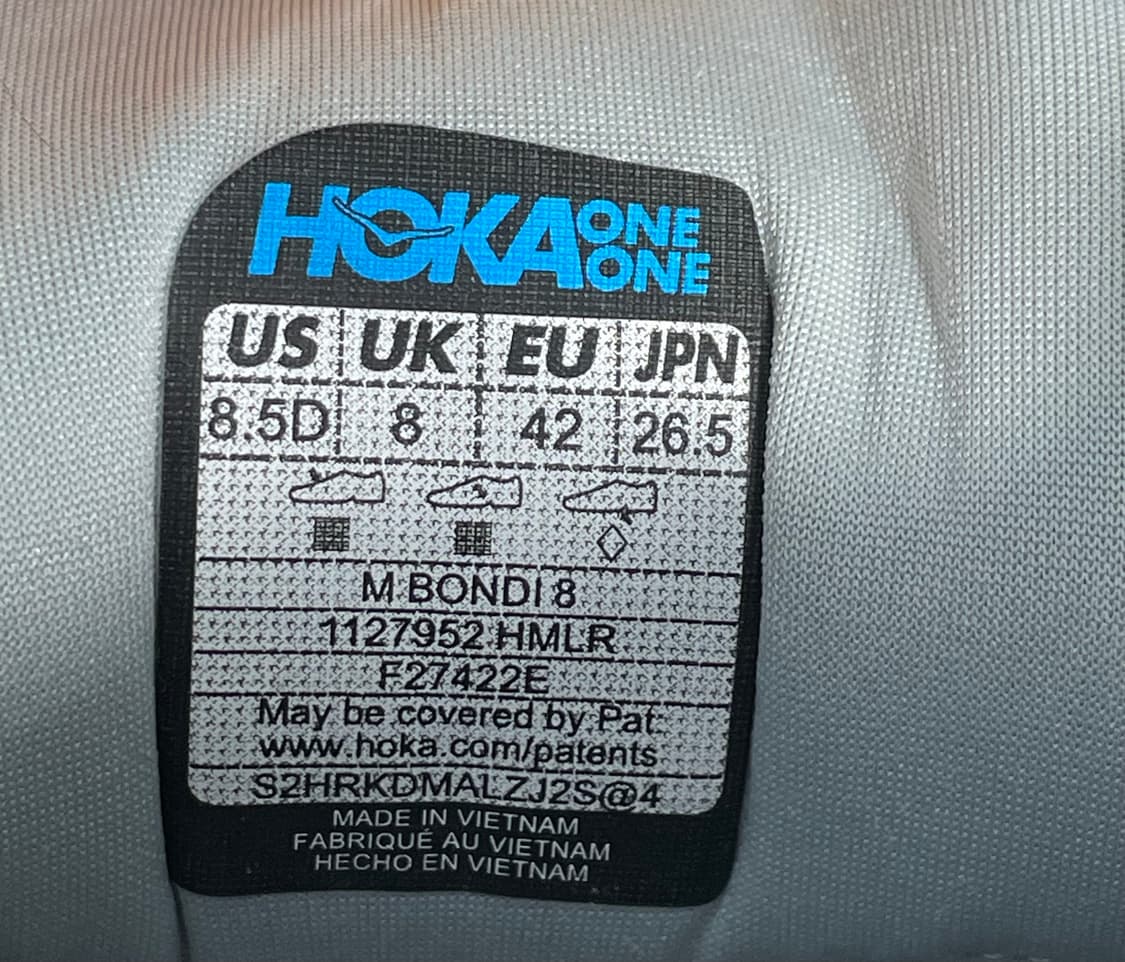 HOKA ONE ONE
US UK EU JPN
8.5D 8 42 26.5
M BONDI 8
1127952 HMLR
F27422E
May be covered by Pat.
www.hoka.com/patents
S2HRKDMALZJ2S@4
MADE IN VIETNAM
FABRIQUÉ AU VIETNAM
HECHO EN VIETNAM